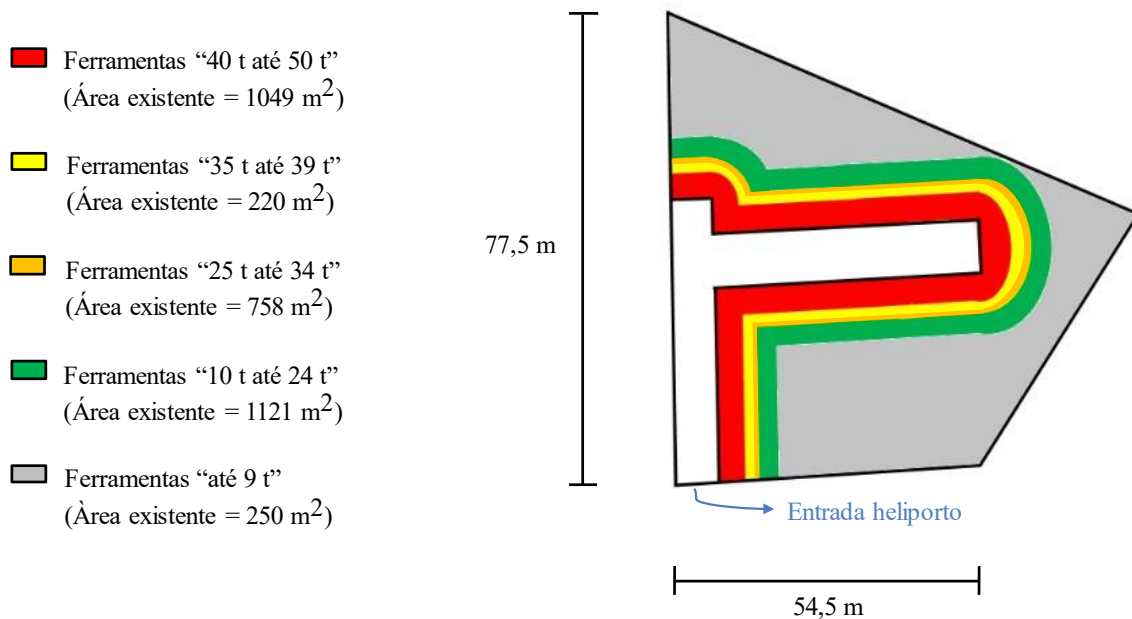 Ferramentas “40 t até 50 t”
(Área existente = 1049 m²)
Ferramentas “35 t até 39 t”
(Área existente = 220 m²)
Ferramentas “25 t até 34 t”
(Área existente = 758 m²)
Ferramentas “10 t até 24 t”
(Área existente = 1121 m²)
Ferramentas “até 9 t”
(Àrea existente = 250 m²)
77,5 m
Entrada heliporto
54,5 m